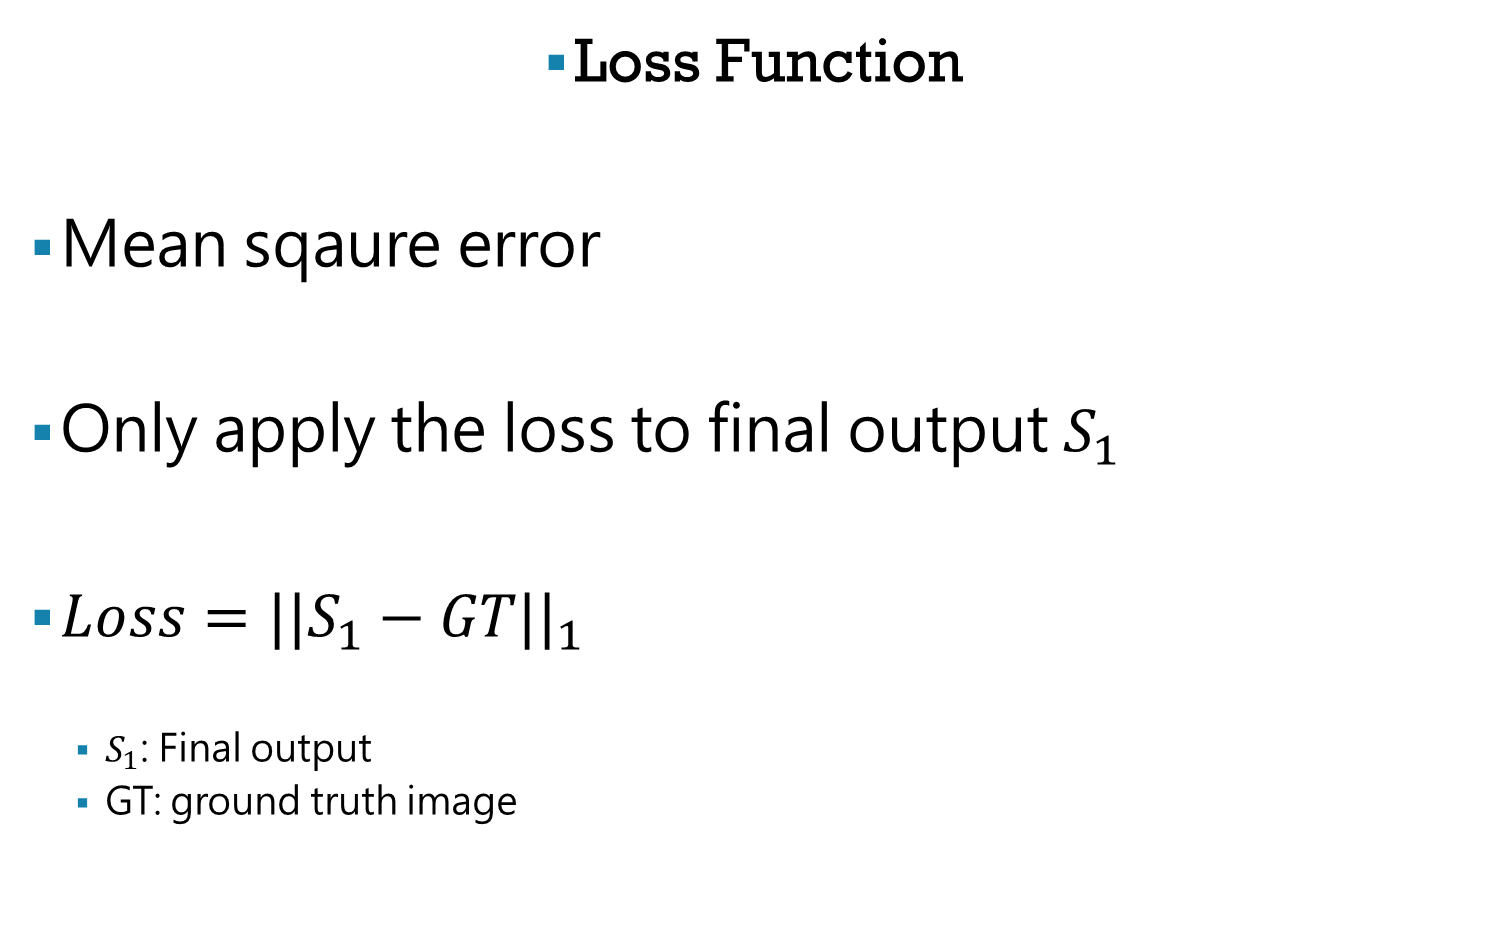 ▪Loss Function
▪Mean sqaure error
▪Only apply the loss to final output S₁
▪Loss = ||S₁ − GT||₁
▪ S₁: Final output
▪ GT: ground truth image